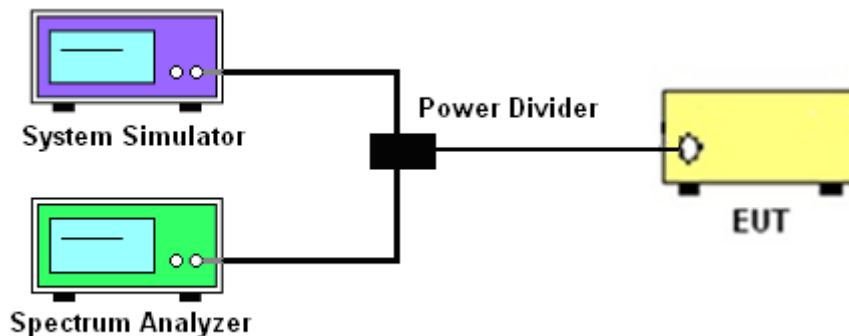 Power Divider
System Simulator
EUT
Spectrum Analyzer